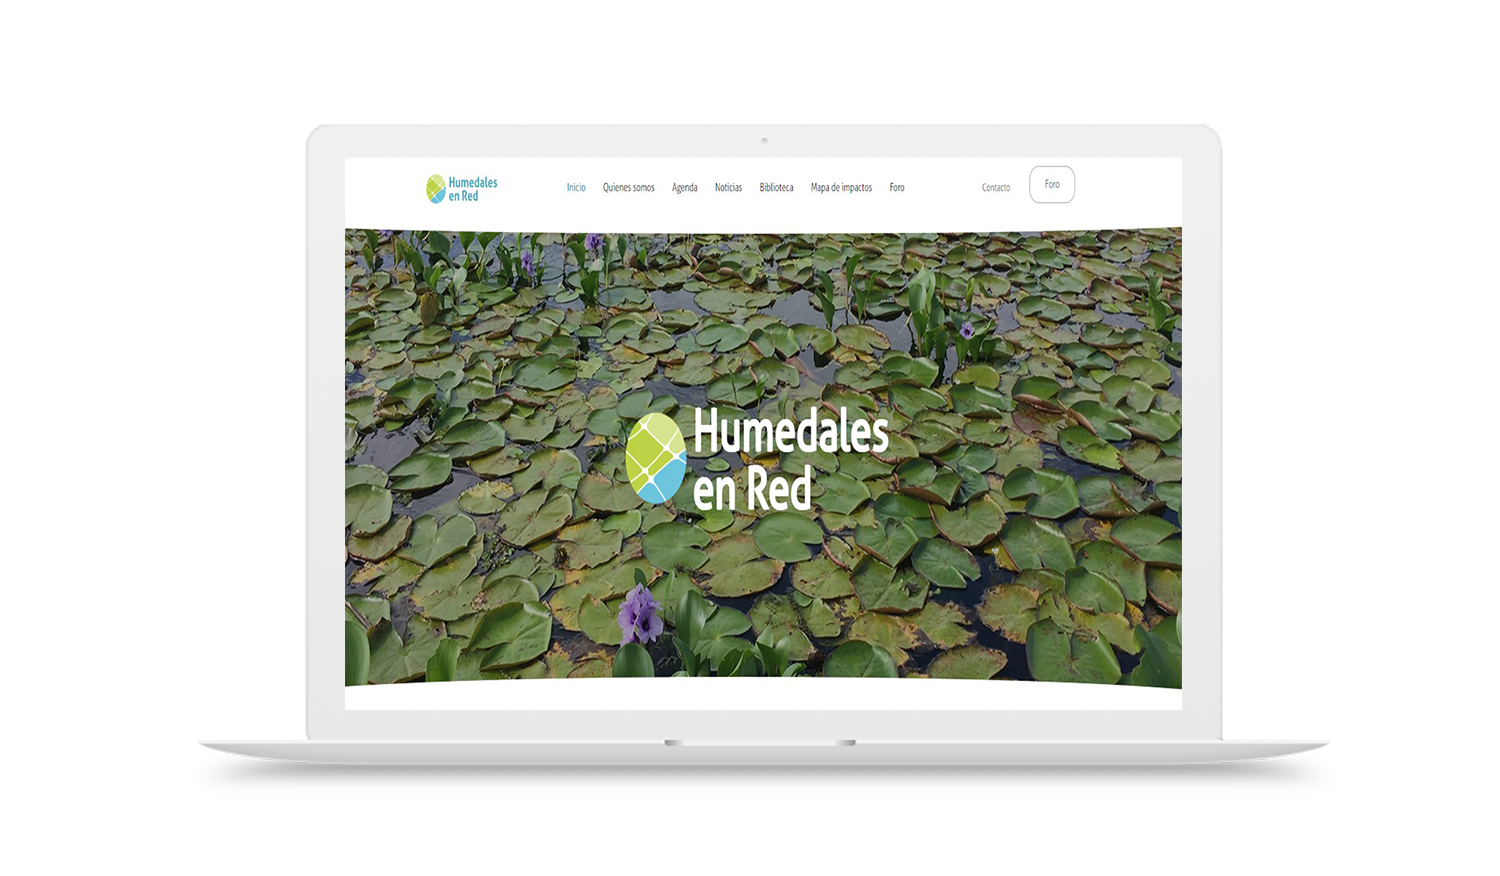 Humedales
en Red
Inicio Quienes somos Agenda Noticias Biblioteca Mapa de impactos Foro Contacto Foro
Humedales
en Red